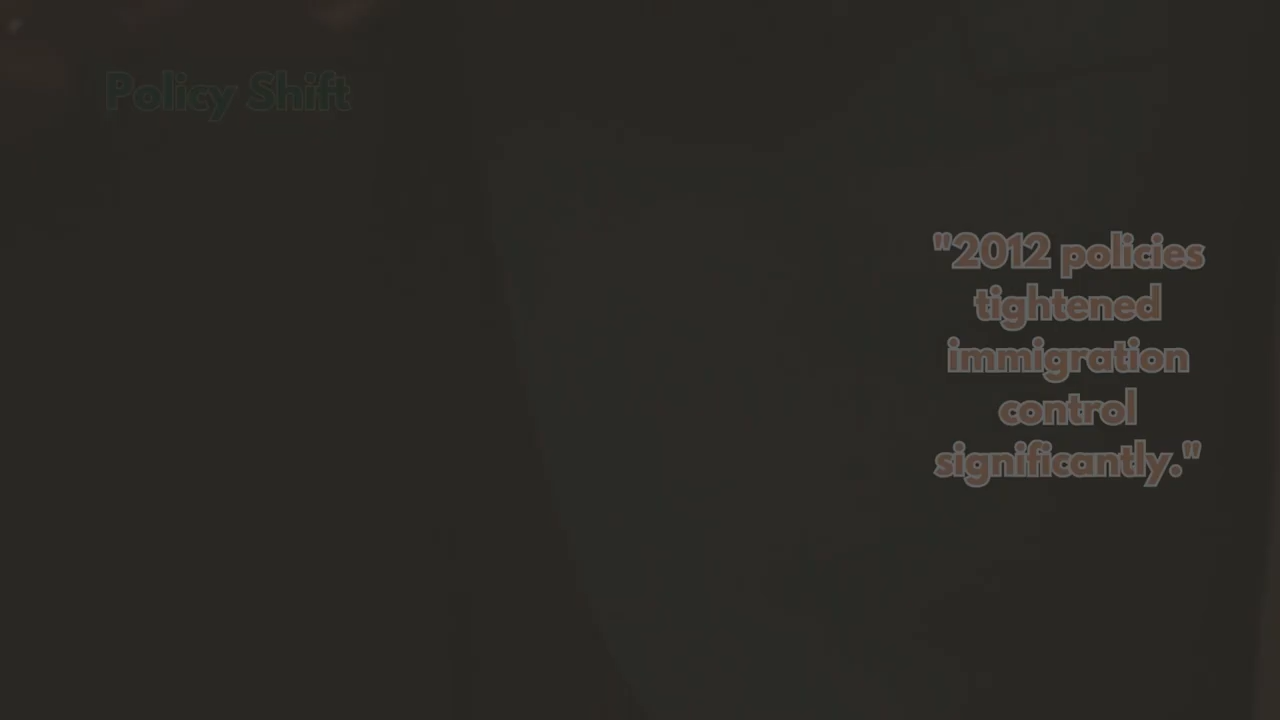 Policy Shift
"2012 policies
tightened
immigration
control
significantly."